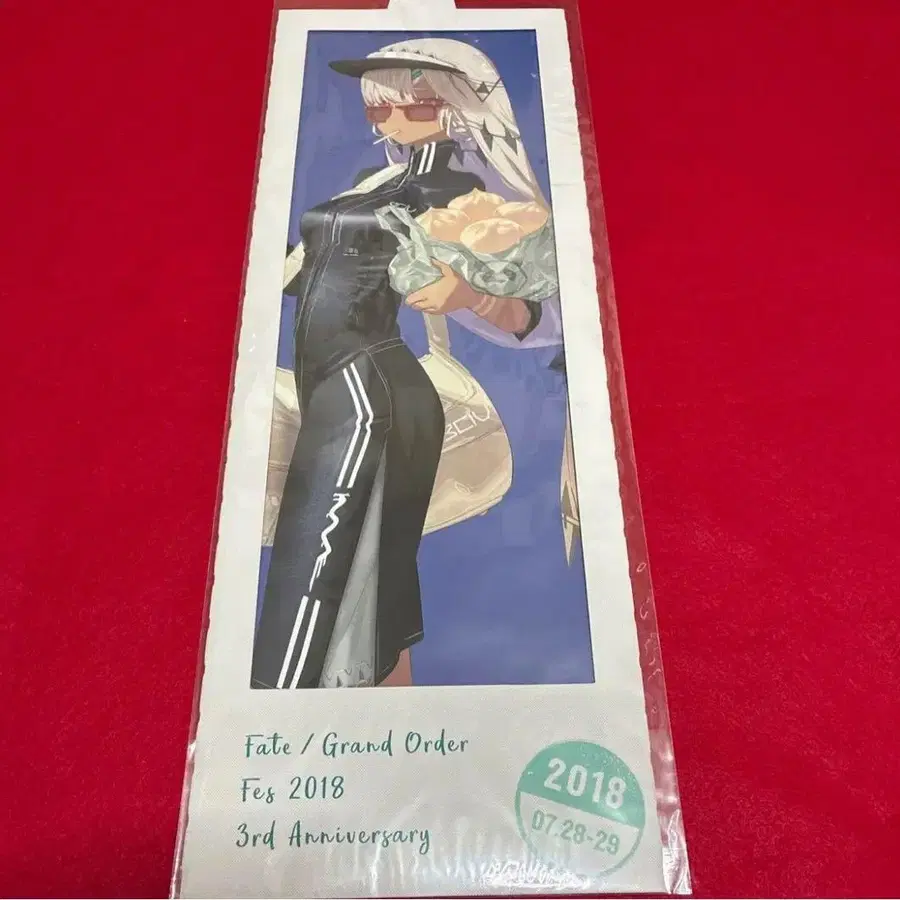 Fate / Grand Order
Fes 2018
3rd Anniversary
2018
07.28-29